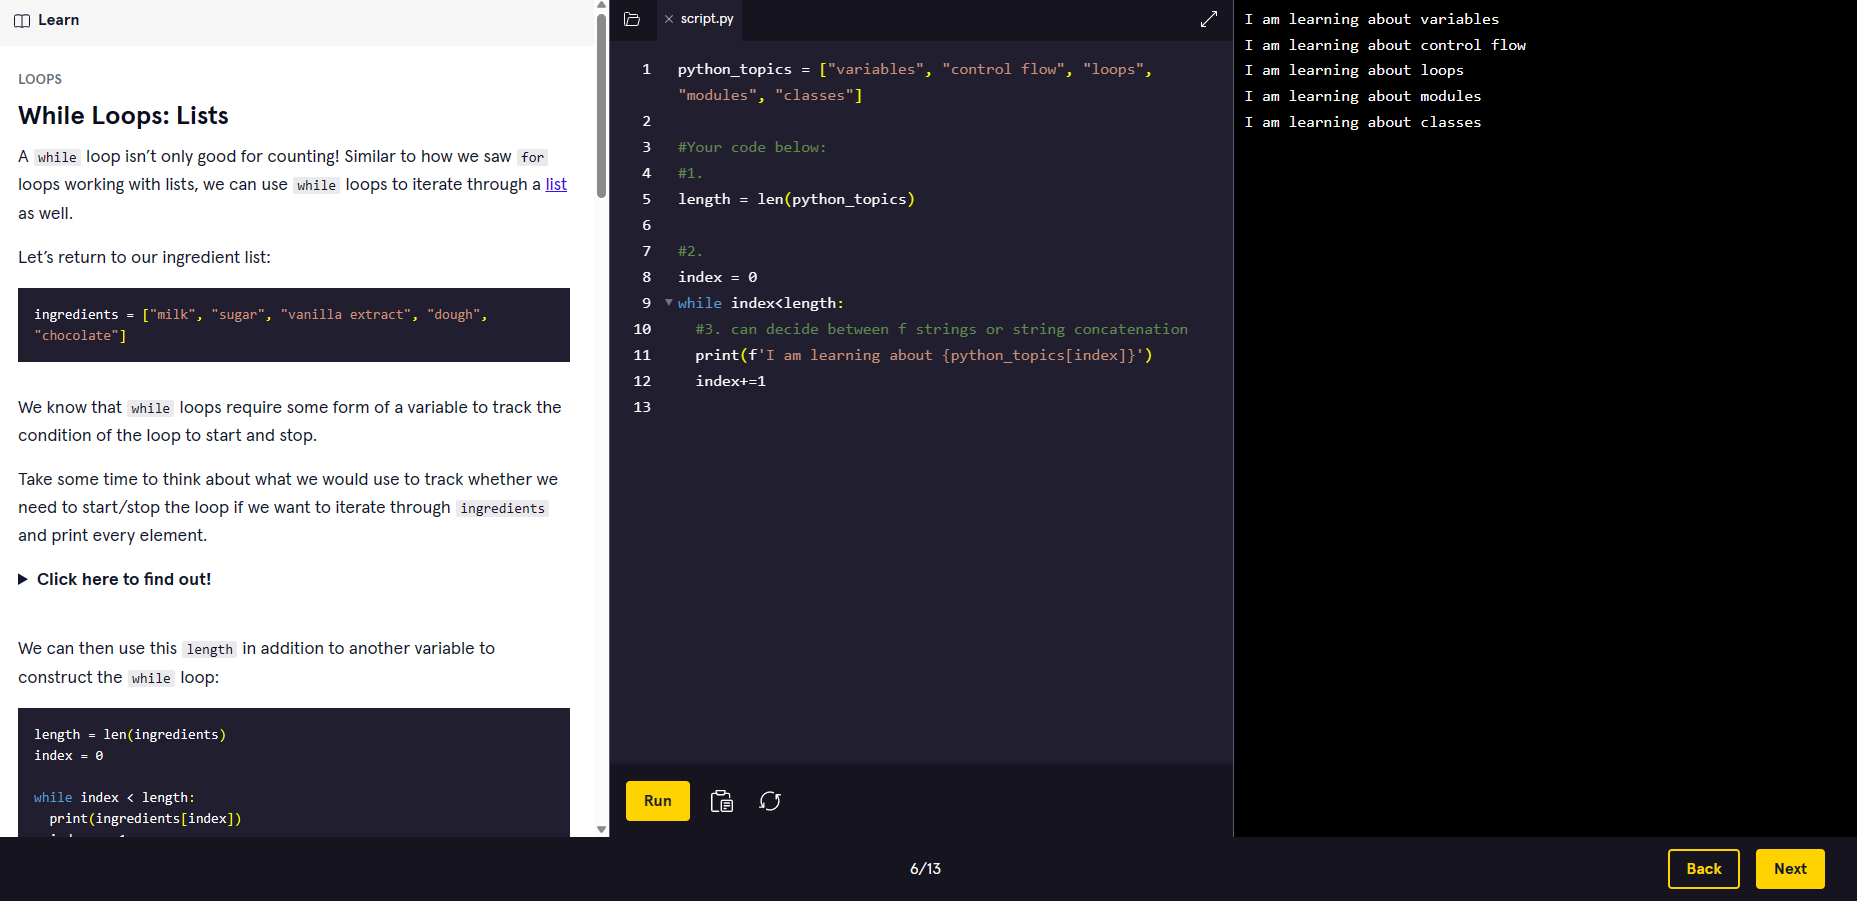 Learn
LOOPS
While Loops: Lists
A while loop isn’t only good for counting! Similar to how we saw for
loops working with lists, we can use while loops to iterate through a list
as well.
Let’s return to our ingredient list:
ingredients = ["milk", "sugar", "vanilla extract", "dough",
"chocolate"]
We know that while loops require some form of a variable to track the
condition of the loop to start and stop.
Take some time to think about what we would use to track whether we
need to start/stop the loop if we want to iterate through ingredients
and print every element.
Click here to find out!
We can then use this length in addition to another variable to
construct the while loop:
length = len(ingredients)
index = 0
while index < length:
print(ingredients[index])
script.py
1 python_topics = ["variables", "control flow", "loops",
"modules", "classes"]
2
3 #Your code below:
4 #1.
5 length = len(python_topics)
6
7 #2.
8 index = 0
9 while index<length:
10 #3. can decide between f strings or string concatenation
11 print(f'I am learning about {python_topics[index]}')
12 index+=1
13
Run
I am learning about variables
I am learning about control flow
I am learning about loops
I am learning about modules
I am learning about classes
6/13
Back
Next